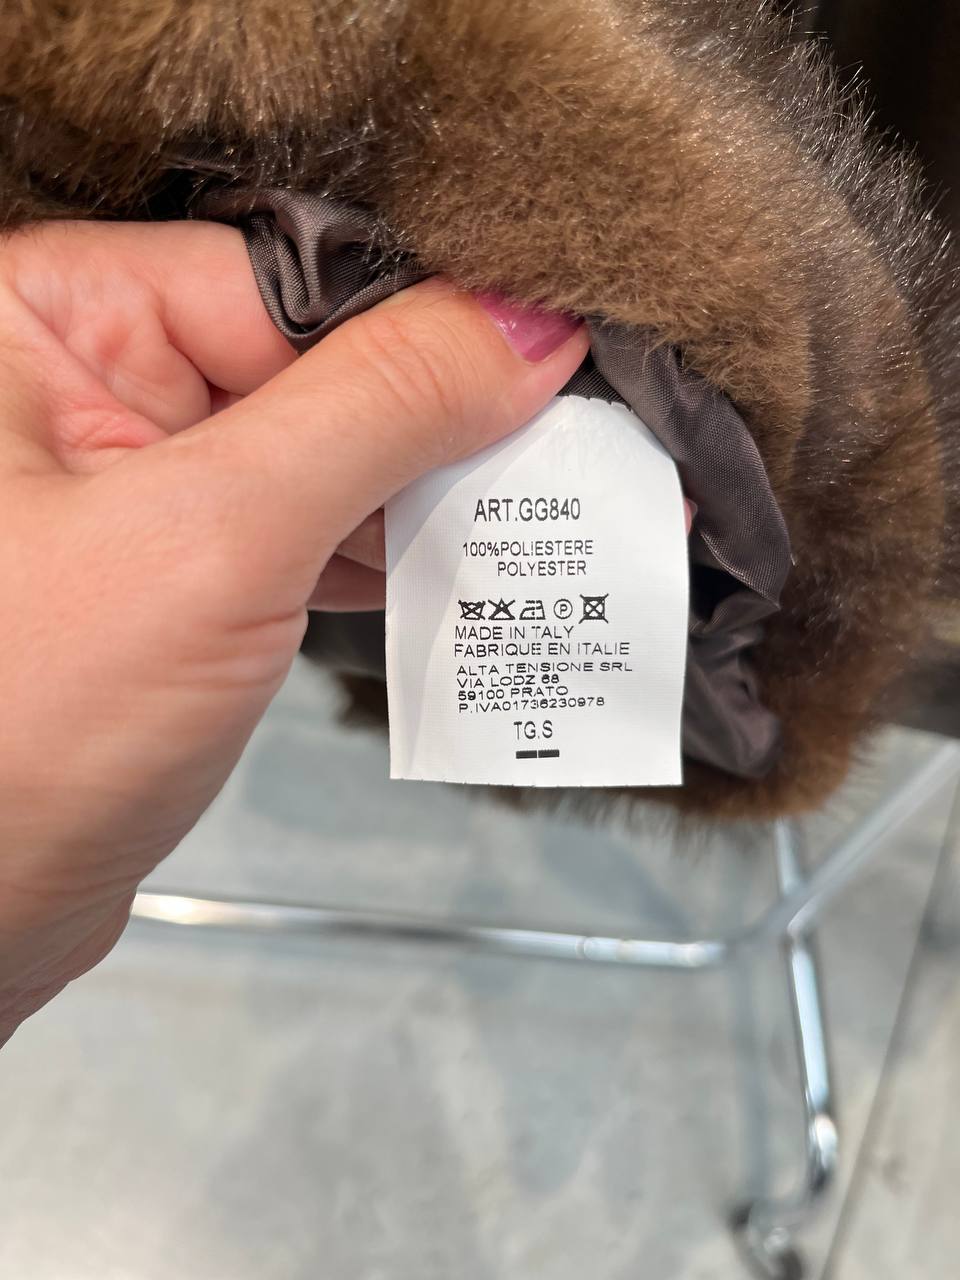 ART.GG840
100%POLIESTERE
POLYESTER
P
MADE IN ITALY
FABRIQUE EN ITALIE
ALTA TENSIONE SRL
VIA LODZ 68
59100 PRATO
P.IVA01736230978
TG.S